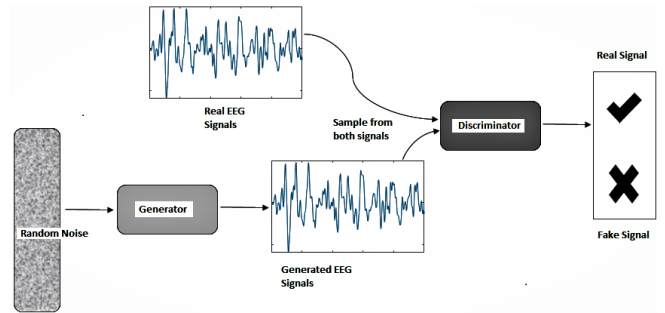 Real Signal
Real EEG
Signals
Sample from
both signals
Discriminator
Generator
Random Noise
Fake Signal
Generated EEG
Signals